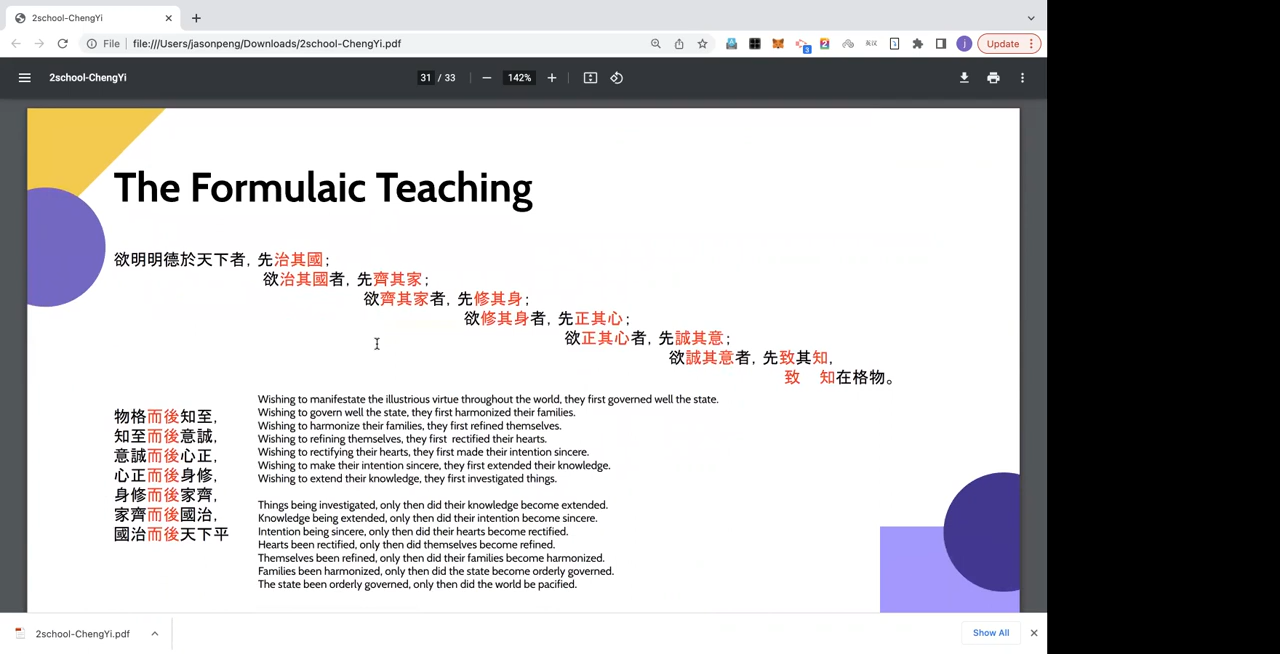 2school-ChengYi
File file:///Users/jasonpeng/Downloads/2school-ChengYi.pdf
Update
2school-ChengYi
31 / 33
142%
The Formulaic Teaching
欲明明德於天下者, 先治其國;
欲治其國者, 先齊其家;
欲齊其家者, 先修其身;
欲修其身者, 先正其心;
欲正其心者, 先誠其意;
欲誠其意者, 先致其知,
致 知在格物。
物格而後知至,
知至而後意誠,
意誠而後心正,
心正而後身修,
身修而後家齊,
家齊而後國治,
國治而後天下平
Wishing to manifestate the illustrious virtue throughout the world, they first governed well the state.
Wishing to govern well the state, they first harmonized their families.
Wishing to harmonize their families, they first refined themselves.
Wishing to refining themselves, they first rectified their hearts.
Wishing to rectifying their hearts, they first made their intention sincere.
Wishing to make their intention sincere, they first extended their knowledge.
Wishing to extend their knowledge, they first investigated things.
Things being investigated, only then did their knowledge become extended.
Knowledge being extended, only then did their intention become sincere.
Intention being sincere, only then did their hearts become rectified.
Hearts been rectified, only then did themselves become refined.
Themselves been refined, only then did their families become harmonized.
Families been harmonized, only then did the state become orderly governed.
The state been orderly governed, only then did the world be pacified.
2school-ChengYi.pdf
Show All